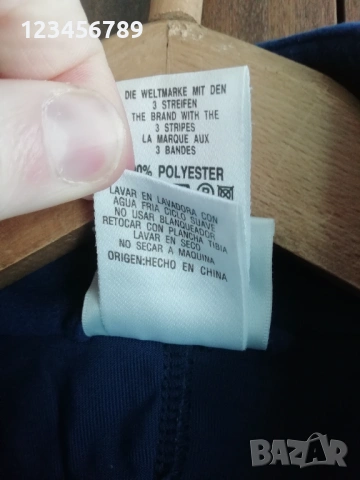 123456789
DIE WELTMARKE MIT DEN
3 STREIFEN
THE BRAND WITH THE
3 STRIPES
LA MARQUE AUX
3 BANDES
00% POLYESTER
LAVAR EN LAVADORA CON
AGUA FRIA CICLO SUAVE
NO USAR BLANQUEADOR
RETOCAR CON PLANCHA TIBIA
LAVAR EN SECO
NO SECAR A MAQUINA
ORIGEN:HECHO EN CHINA
BAZAR